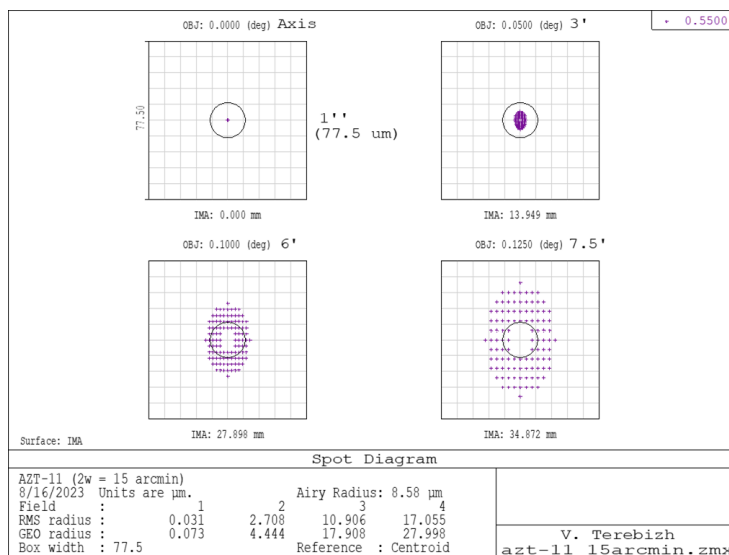 OBJ: 0.0000 (deg) Axis
OBJ: 0.0500 (deg) 3'
+ 0.5500
77.50
1''
(77.5 um)
IMA: 0.000 mm
IMA: 13.949 mm
OBJ: 0.1000 (deg) 6'
OBJ: 0.1250 (deg) 7.5'
IMA: 27.898 mm
IMA: 34.872 mm
Surface: IMA
Spot Diagram
AZT-11 (2w = 15 arcmin)
8/16/2023 Units are µm. Airy Radius: 8.58 µm
Field : 1 2 3 4
RMS radius : 0.031 2.708 10.906 17.055
GEO radius : 0.073 4.444 17.908 27.998
Box width : 77.5 Reference : Centroid
V. Terebizh
azt-11_15arcmin.zmx